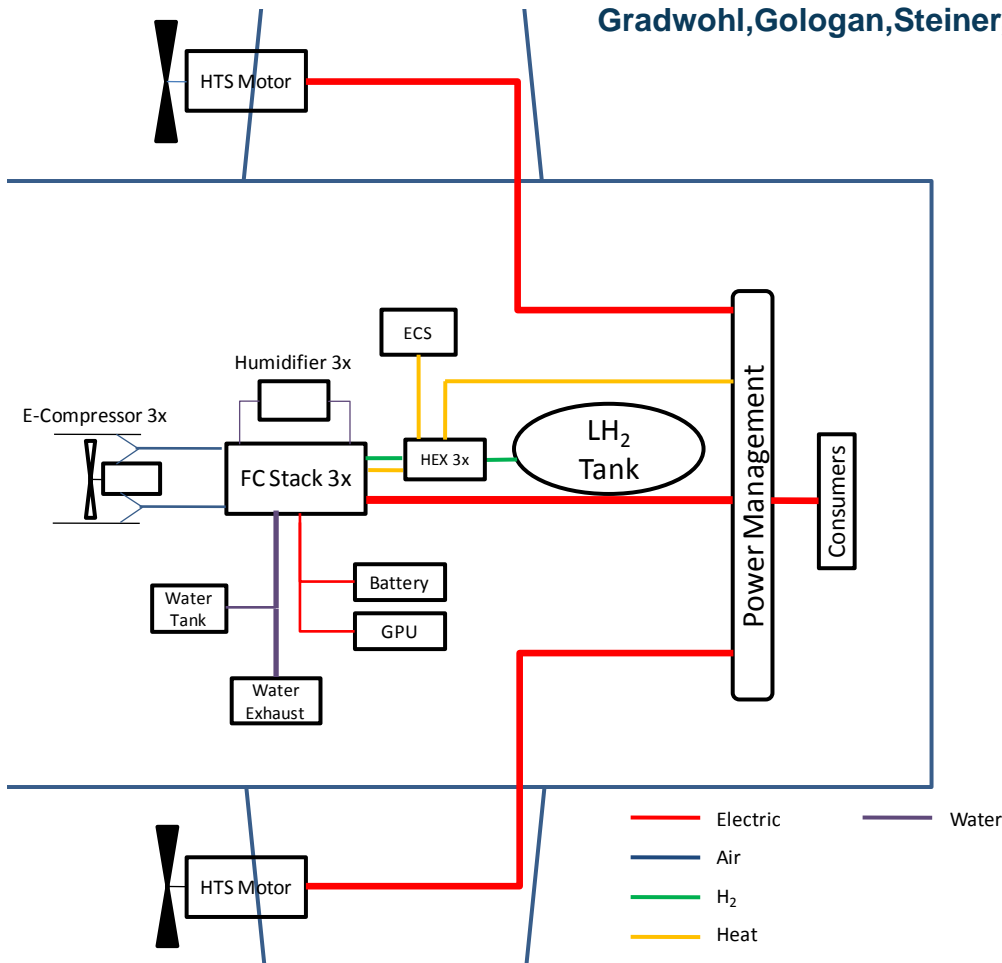 Gradwohl,Gologan,Steiner
HTS Motor
ECS
Humidifier 3x
E-Compressor 3x
FC Stack 3x
HEX 3x
LH₂
Tank
Power Management
Consumers
Battery
Water
Tank
GPU
Water
Exhaust
HTS Motor
Electric
Water
Air
H₂
Heat